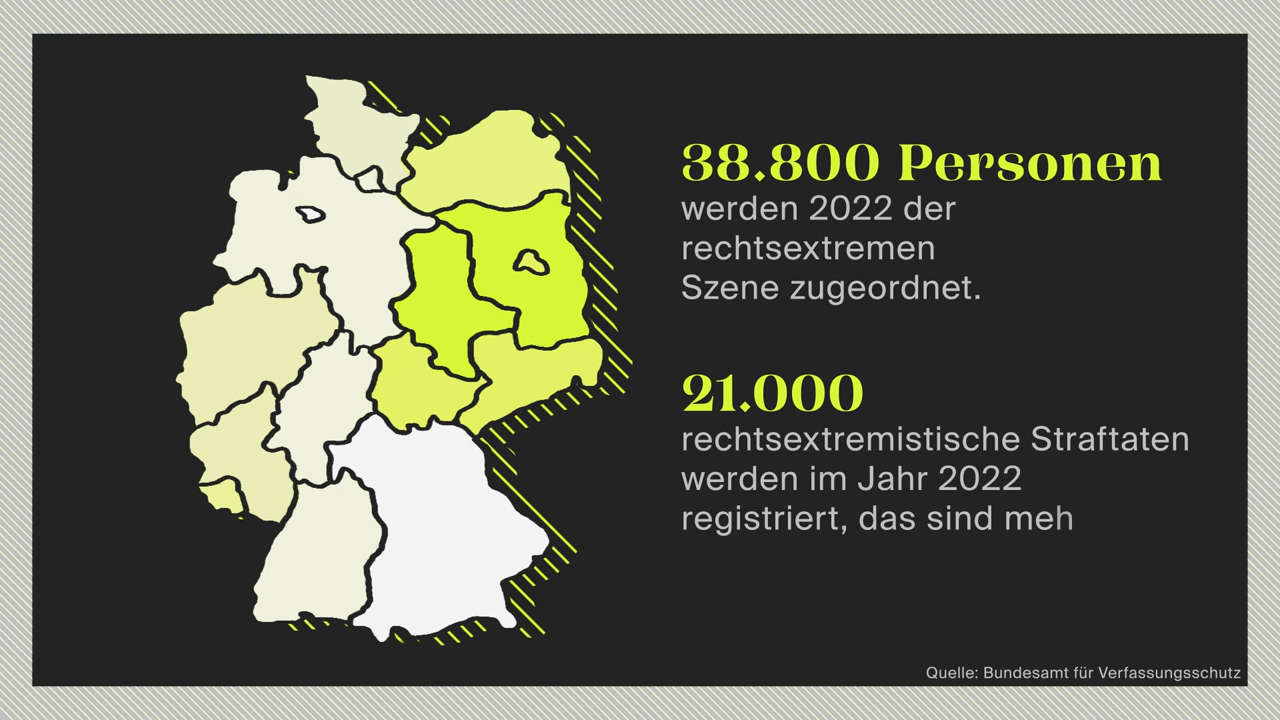 38.800 Personen
werden 2022 der
rechtsextremen
Szene zugeordnet.
21.000
rechtsextremistische Straftaten
werden im Jahr 2022
registriert, das sind meh
Quelle: Bundesamt für Verfassungsschutz